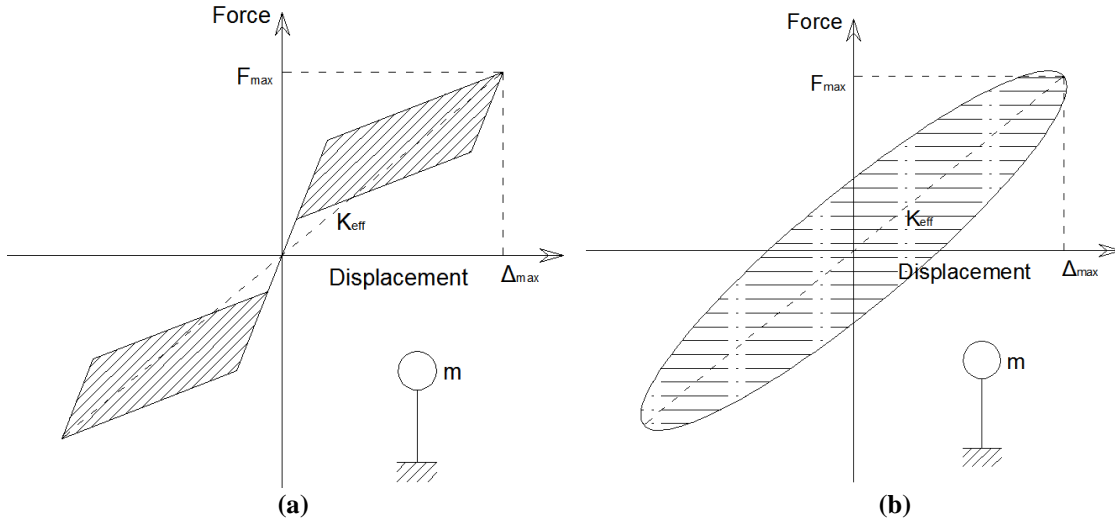 Force
Fmax
Keff
Displacement
Δmax
m
(a)
Force
Fmax
Keff
Displacement
Δmax
m
(b)